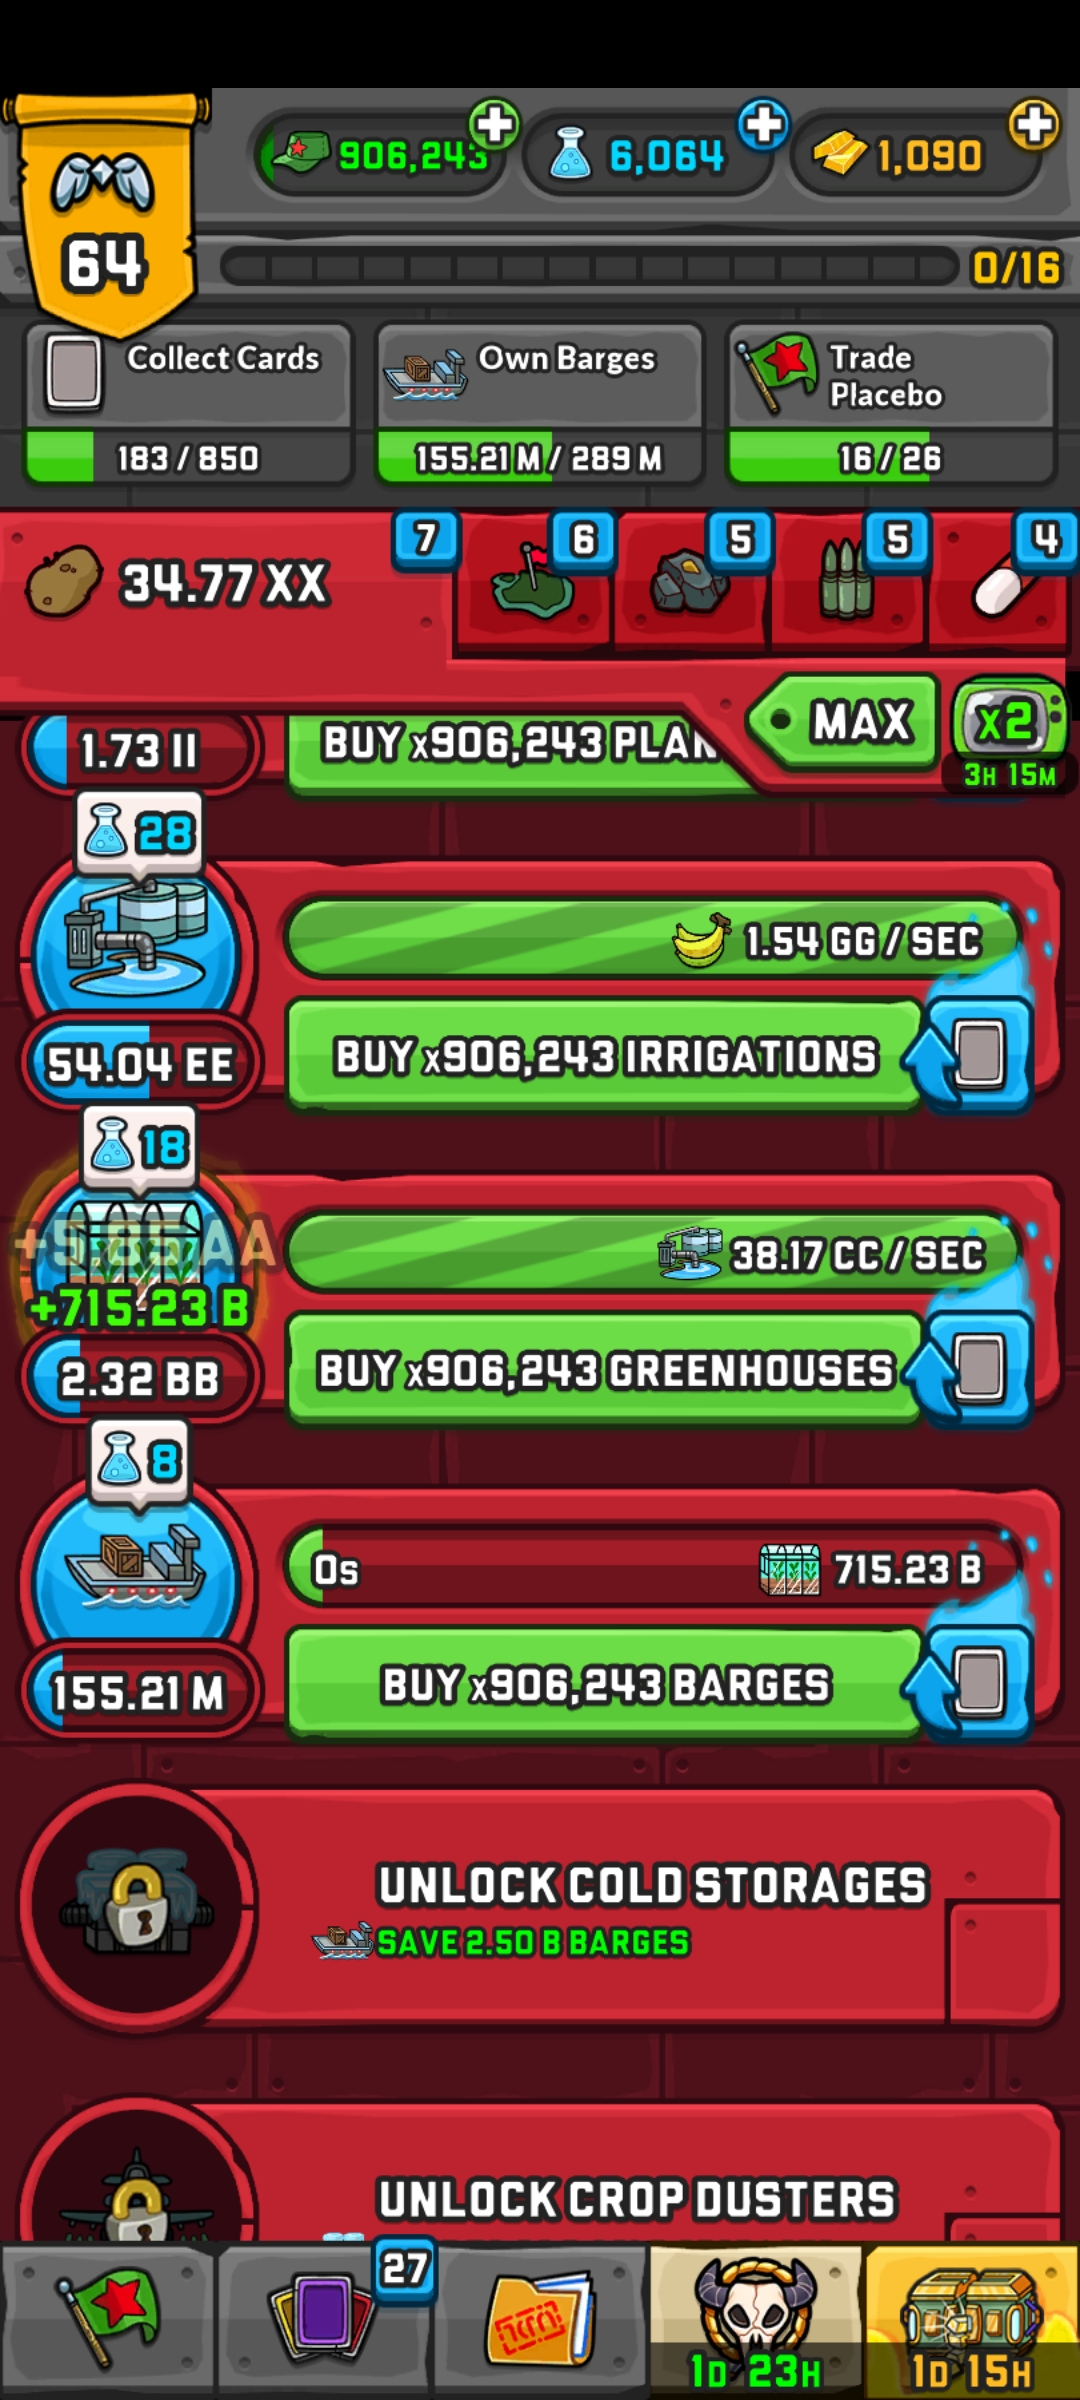 906,243
6,064
1,090
64
0/16
Collect Cards
183 / 850
Own Barges
155.21 M / 289 M
Trade
Placebo
16 / 26
34.77 XX
7
6
5
5
4
MAX
x2
3H 15M
1.73 II
BUY x906,243 PLAN
28
1.54 GG / SEC
54.04 EE
BUY x906,243 IRRIGATIONS
18
38.17 CC / SEC
+715.23 B
2.32 BB
BUY x906,243 GREENHOUSES
8
0s
715.23 B
155.21 M
BUY x906,243 BARGES
UNLOCK COLD STORAGES
SAVE 2.50 B BARGES
UNLOCK CROP DUSTERS
27
1D 23H
1D 15H